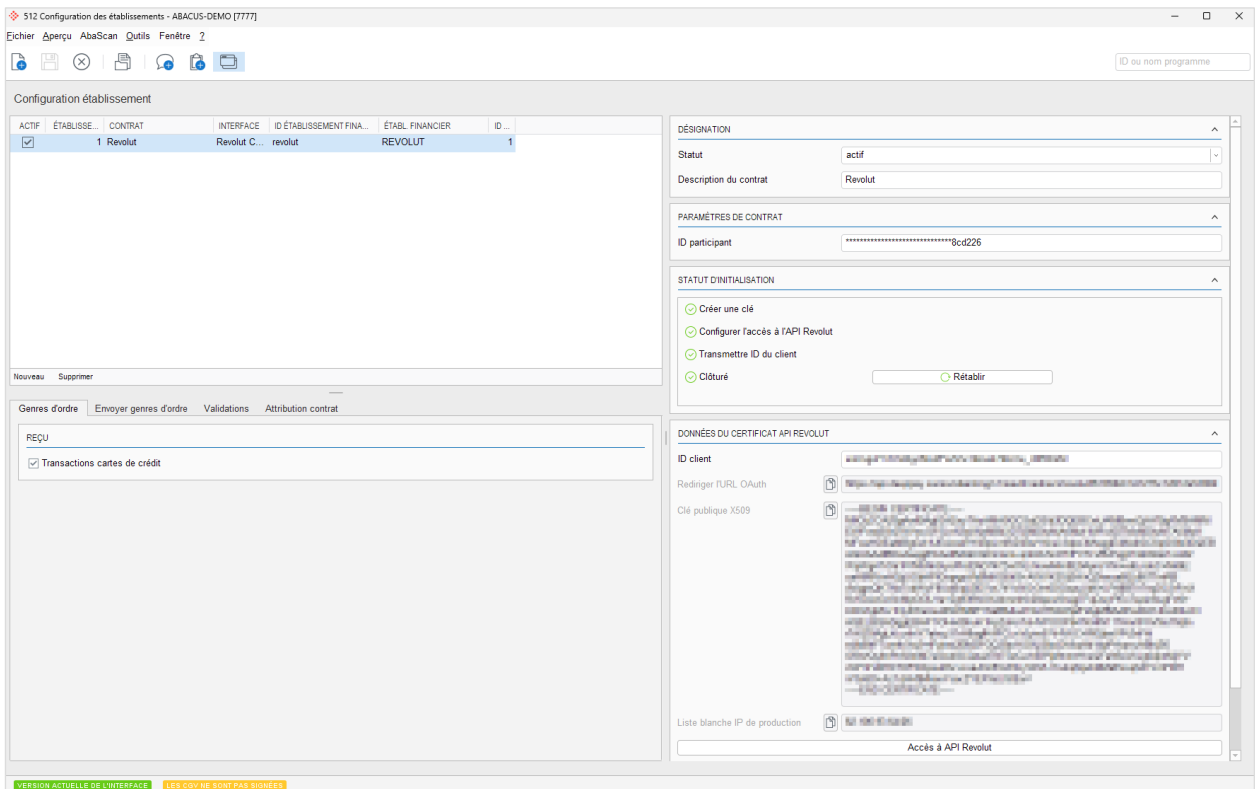 512 Configuration des établissements - ABACUS-DEMO [7777]
Fichier Aperçu AbaScan Outils Fenêtre ?
ID ou nom programme
Configuration établissement
ACTIF ÉTABLISSE... CONTRAT INTERFACE ID ÉTABLISSEMENT FINA... ÉTABL. FINANCIER ID ...
1 Revolut Revolut C... revolut REVOLUT 1
Nouveau Supprimer
Genres d'ordre Envoyer genres d'ordre Validations Attribution contrat
REÇU
Transactions cartes de crédit
DÉSIGNATION
Statut actif
Description du contrat Revolut
PARAMÈTRES DE CONTRAT
ID participant ******************************8cd226
STATUT D'INITIALISATION
Créer une clé
Configurer l'accès à l'API Revolut
Transmettre ID du client
Clôturé Rétablir
DONNÉES DU CERTIFICAT API REVOLUT
ID client
Rediriger l'URL OAuth
Clé publique X509
Liste blanche IP de production
Accès à API Revolut
VERSION ACTUELLE DE L'INTERFACE LES CGV NE SONT PAS SIGNÉES